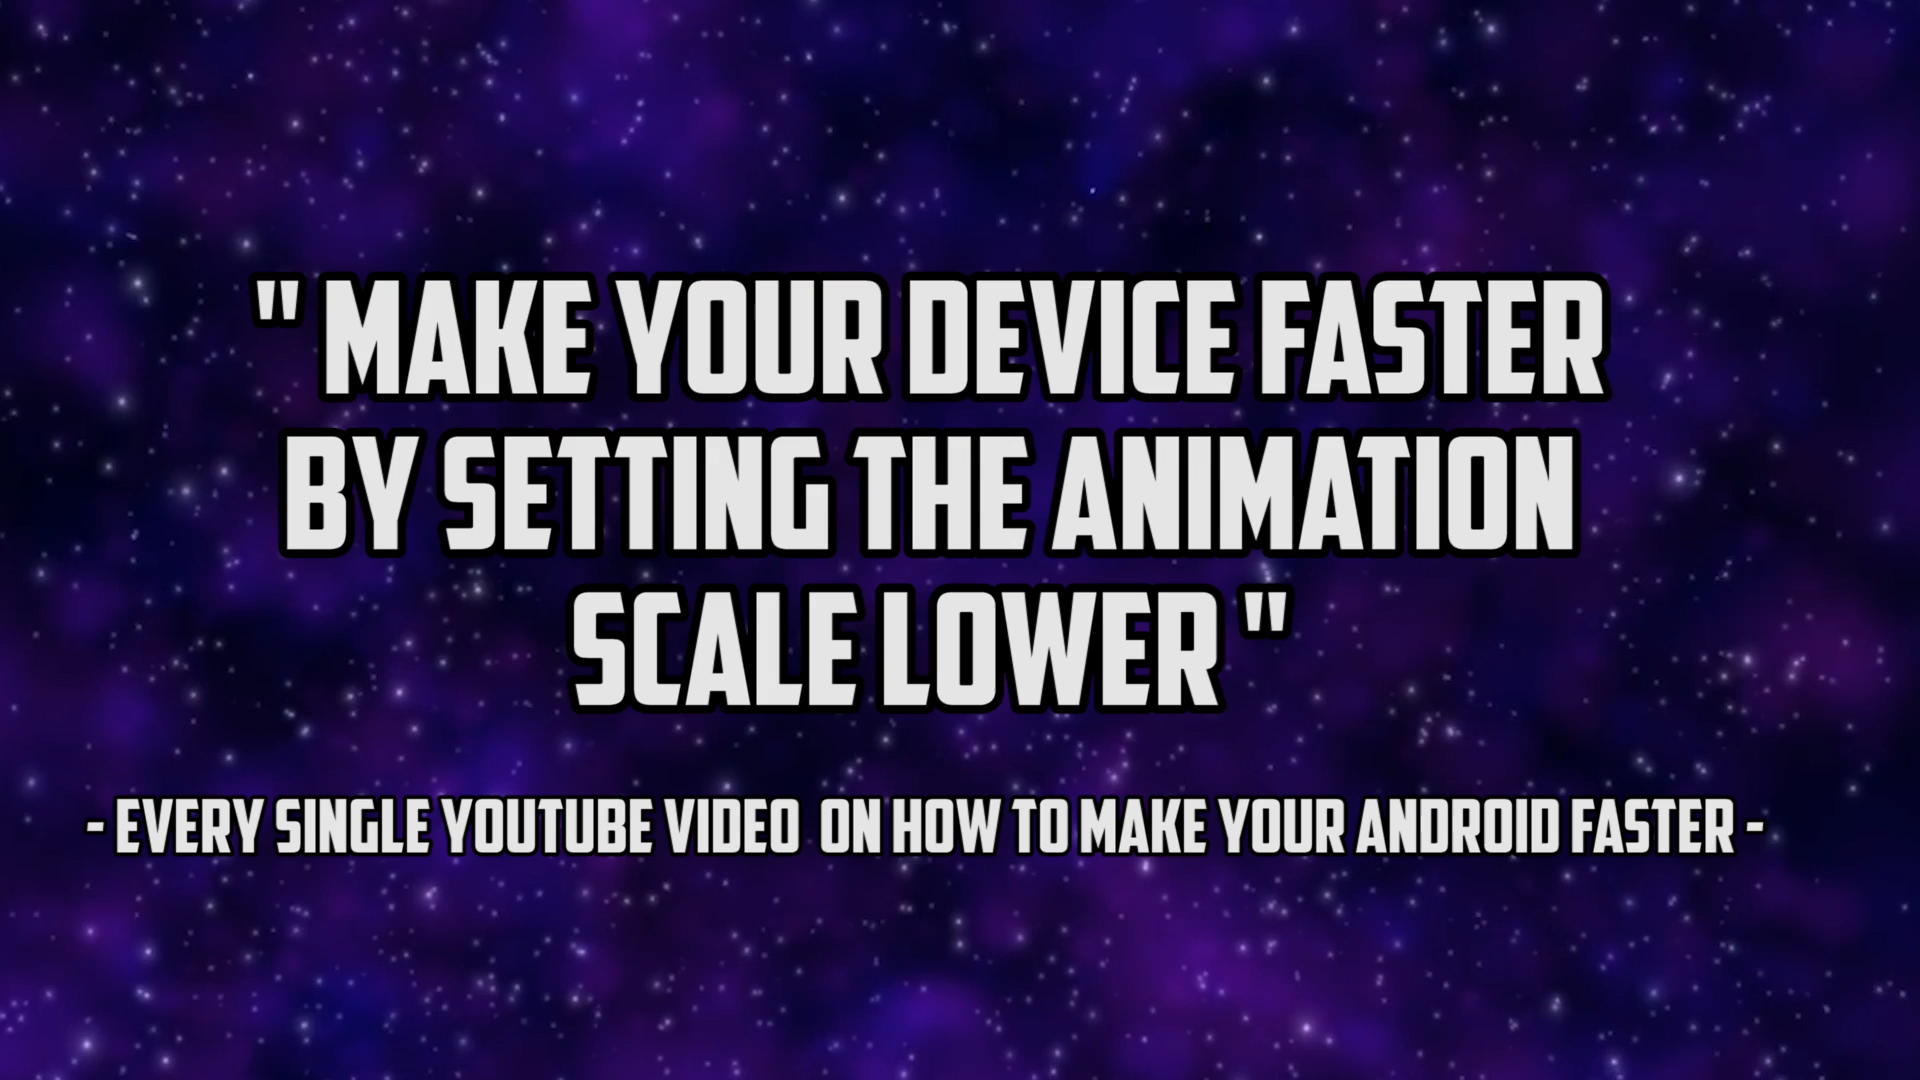 " MAKE YOUR DEVICE FASTER
BY SETTING THE ANIMATION
SCALE LOWER "
- EVERY SINGLE YOUTUBE VIDEO ON HOW TO MAKE YOUR ANDROID FASTER -